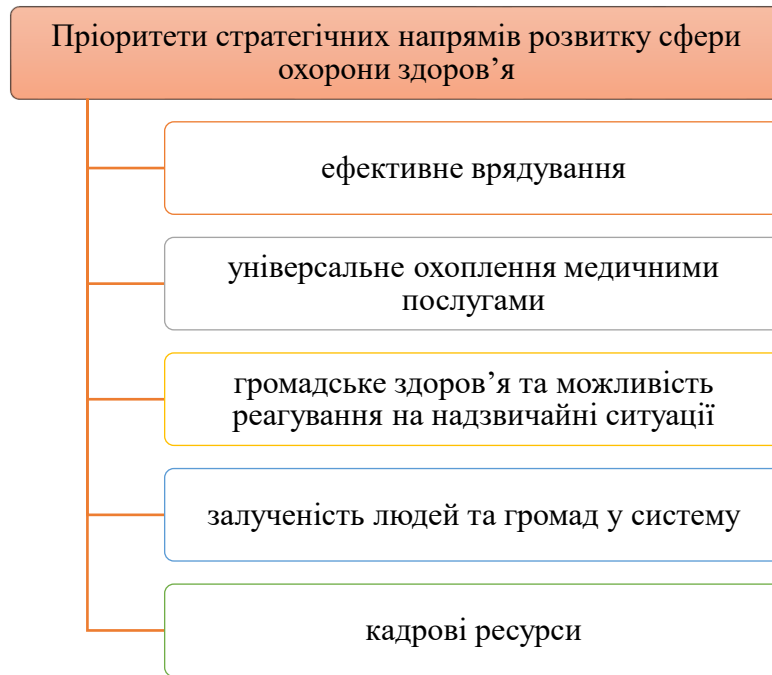 Пріоритети стратегічних напрямів розвитку сфери
охорони здоров’я
ефективне врядування
універсальне охоплення медичними
послугами
громадське здоров’я та можливість
реагування на надзвичайні ситуації
залученість людей та громад у систему
кадрові ресурси